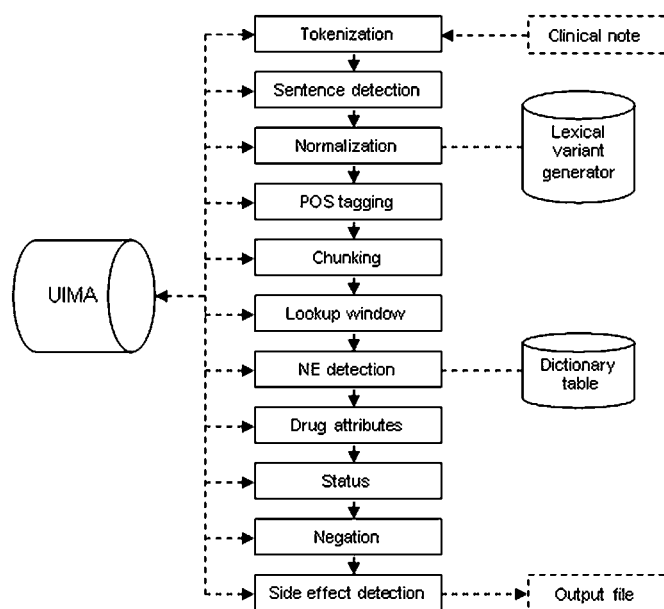 Tokenization
Clinical note
Sentence detection
Normalization
Lexical
variant
generator
POS tagging
Chunking
UIMA
Lookup window
NE detection
Dictionary
table
Drug attributes
Status
Negation
Side effect detection
Output file